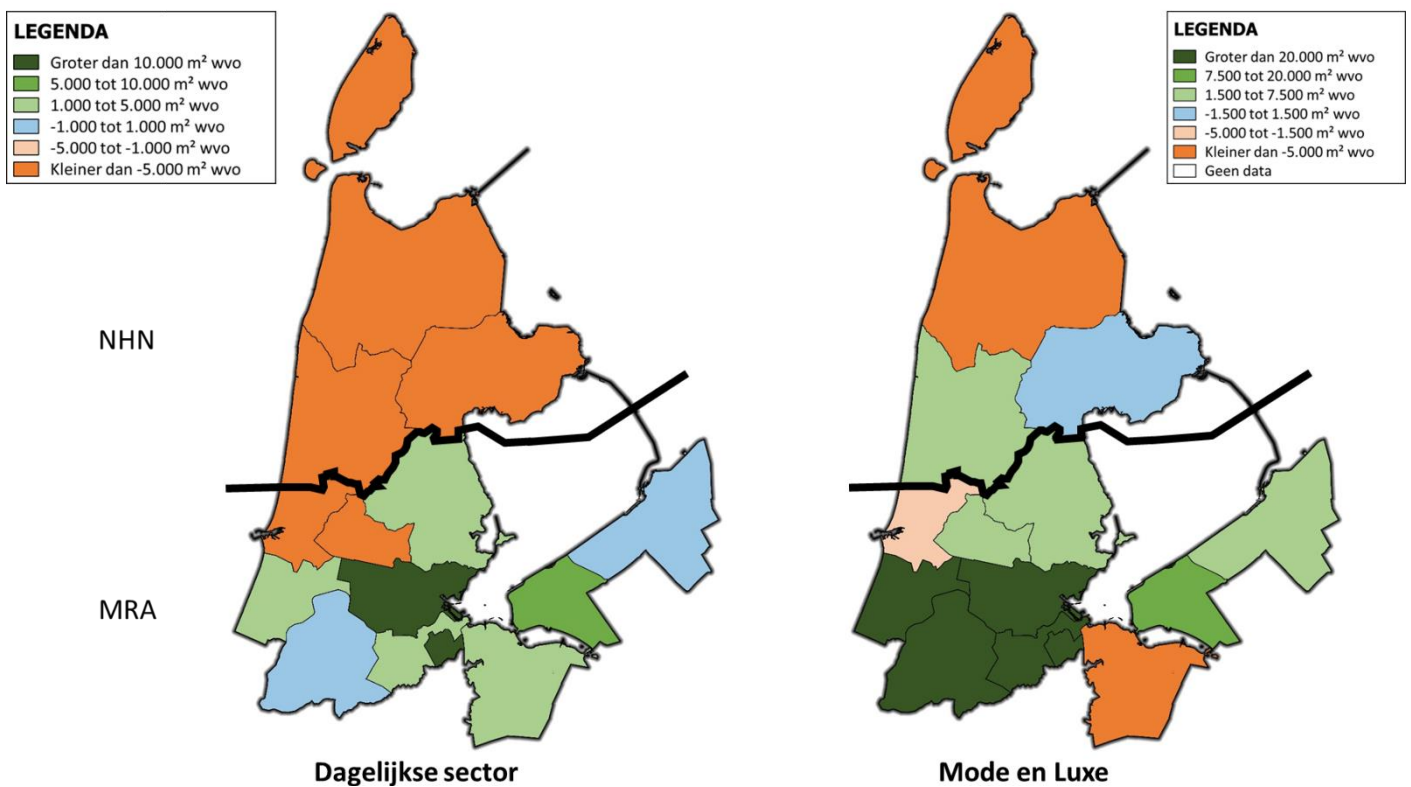 LEGENDA
Groter dan 10.000 m² wvo
5.000 tot 10.000 m² wvo
1.000 tot 5.000 m² wvo
-1.000 tot 1.000 m² wvo
-5.000 tot -1.000 m² wvo
Kleiner dan -5.000 m² wvo
LEGENDA
Groter dan 20.000 m² wvo
7.500 tot 20.000 m² wvo
1.500 tot 7.500 m² wvo
-1.500 tot 1.500 m² wvo
-5.000 tot -1.500 m² wvo
Kleiner dan -5.000 m² wvo
Geen data
NHN
MRA
Dagelijkse sector
Mode en Luxe